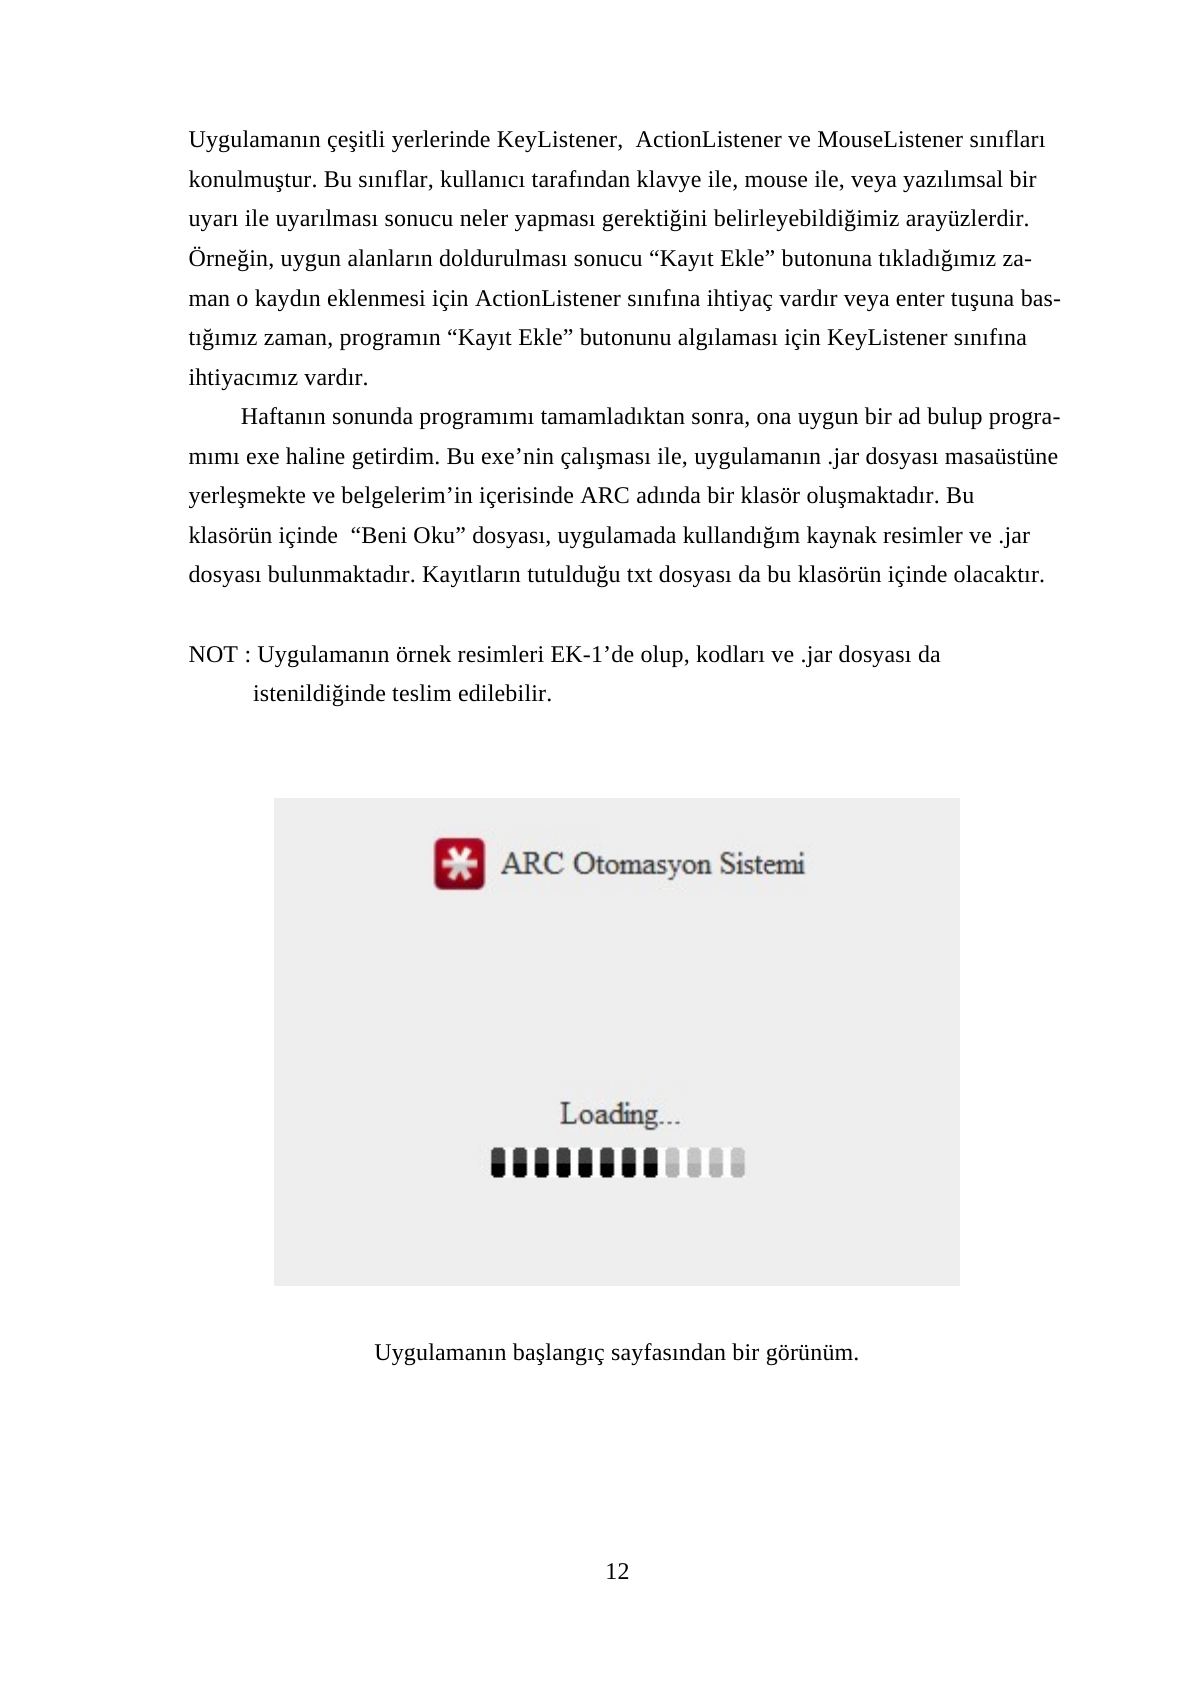 Uygulamanın çeşitli yerlerinde KeyListener,  ActionListener ve MouseListener sınıfları
konulmuştur. Bu sınıflar, kullanıcı tarafından klavye ile, mouse ile, veya yazılımsal bir
uyarı ile uyarılması sonucu neler yapması gerektiğini belirleyebildiğimiz arayüzlerdir.
Örneğin, uygun alanların doldurulması sonucu “Kayıt Ekle” butonuna tıkladığımız za-
man o kaydın eklenmesi için ActionListener sınıfına ihtiyaç vardır veya enter tuşuna bas-
tığımız zaman, programın “Kayıt Ekle” butonunu algılaması için KeyListener sınıfına
ihtiyacımız vardır.
Haftanın sonunda programımı tamamladıktan sonra, ona uygun bir ad bulup progra-
mımı exe haline getirdim. Bu exe’nin çalışması ile, uygulamanın .jar dosyası masaüstüne
yerleşmekte ve belgelerim’in içerisinde ARC adında bir klasör oluşmaktadır. Bu
klasörün içinde  “Beni Oku” dosyası, uygulamada kullandığım kaynak resimler ve .jar
dosyası bulunmaktadır. Kayıtların tutulduğu txt dosyası da bu klasörün içinde olacaktır.
NOT : Uygulamanın örnek resimleri EK-1’de olup, kodları ve .jar dosyası da
istenildiğinde teslim edilebilir.
ARC Otomasyon Sistemi
Loading...
Uygulamanın başlangıç sayfasından bir görünüm.
12